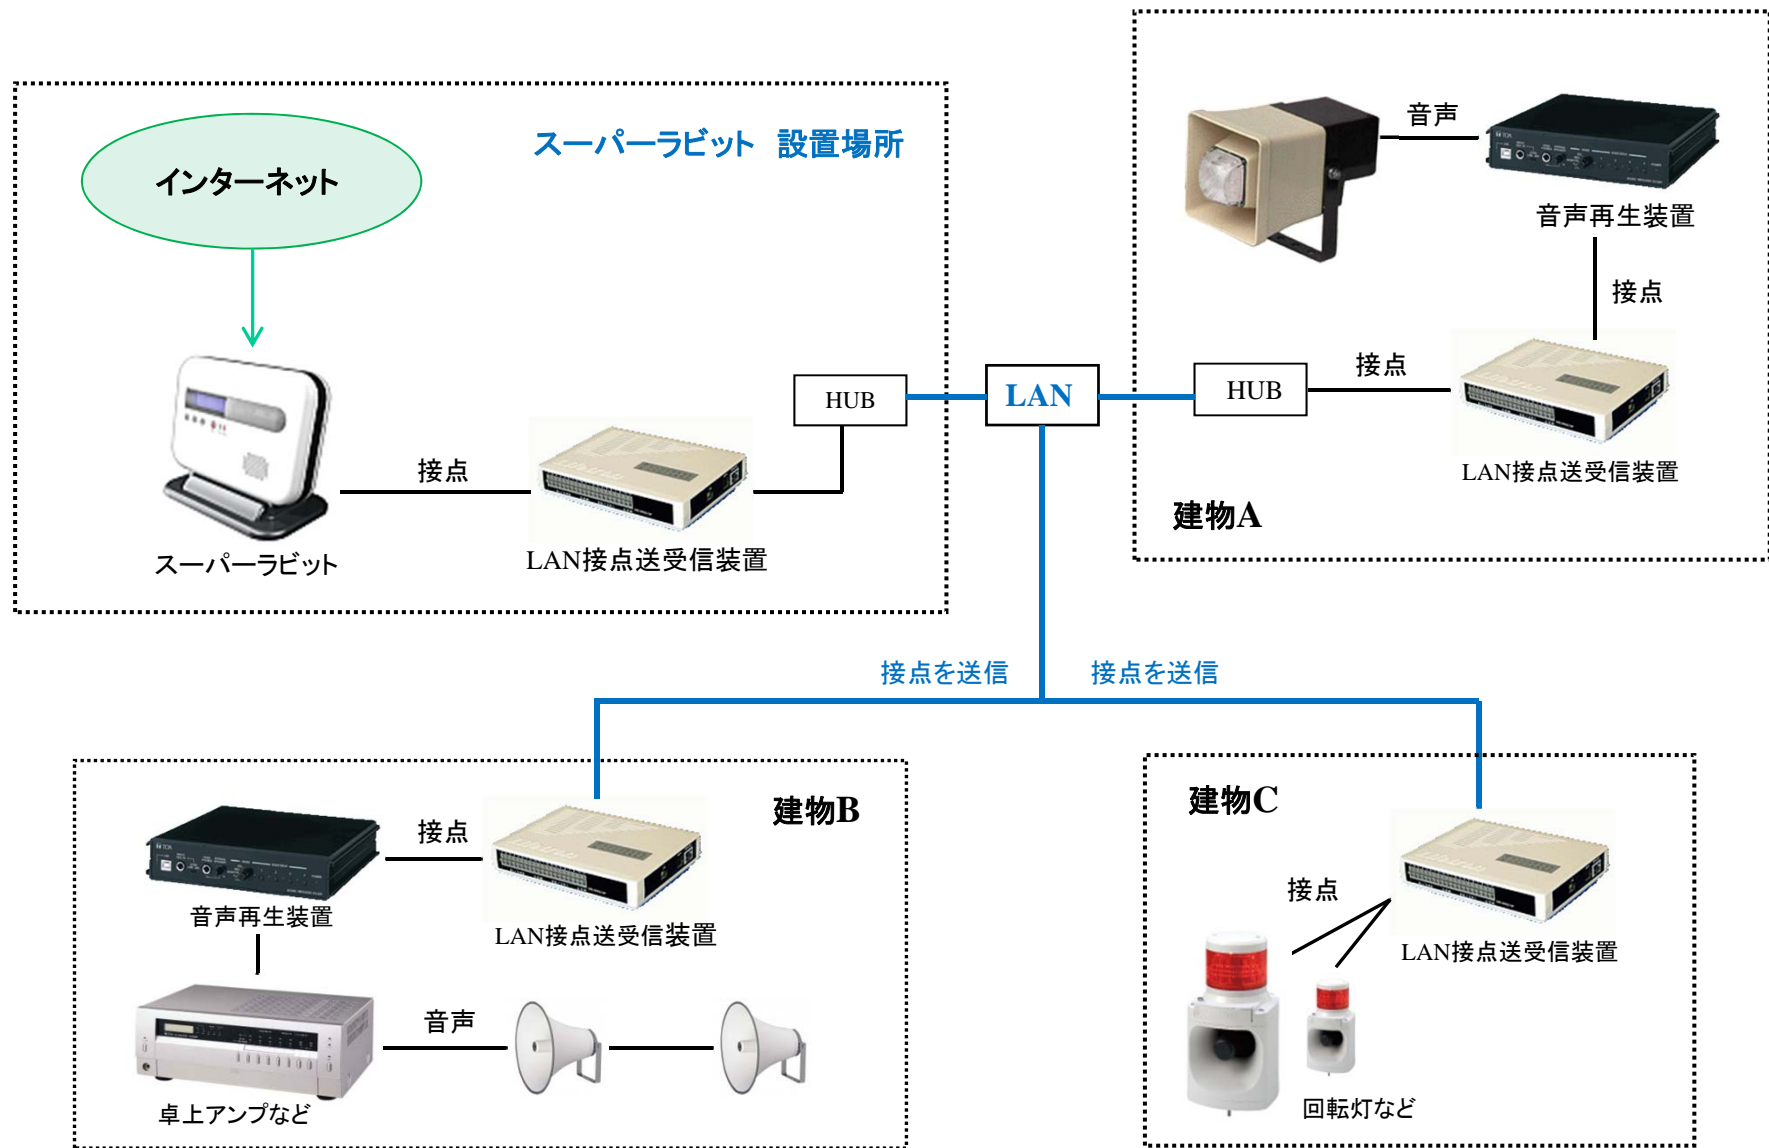 スーパーラビット 設置場所
インターネット
接点
HUB
スーパーラビット
LAN接点送受信装置
LAN
音声
TOA
音声再生装置
接点
接点
HUB
LAN接点送受信装置
建物A
接点を送信
接点を送信
建物B
接点
TOA
音声再生装置
LAN接点送受信装置
音声
卓上アンプなど
建物C
接点
LAN接点送受信装置
回転灯など